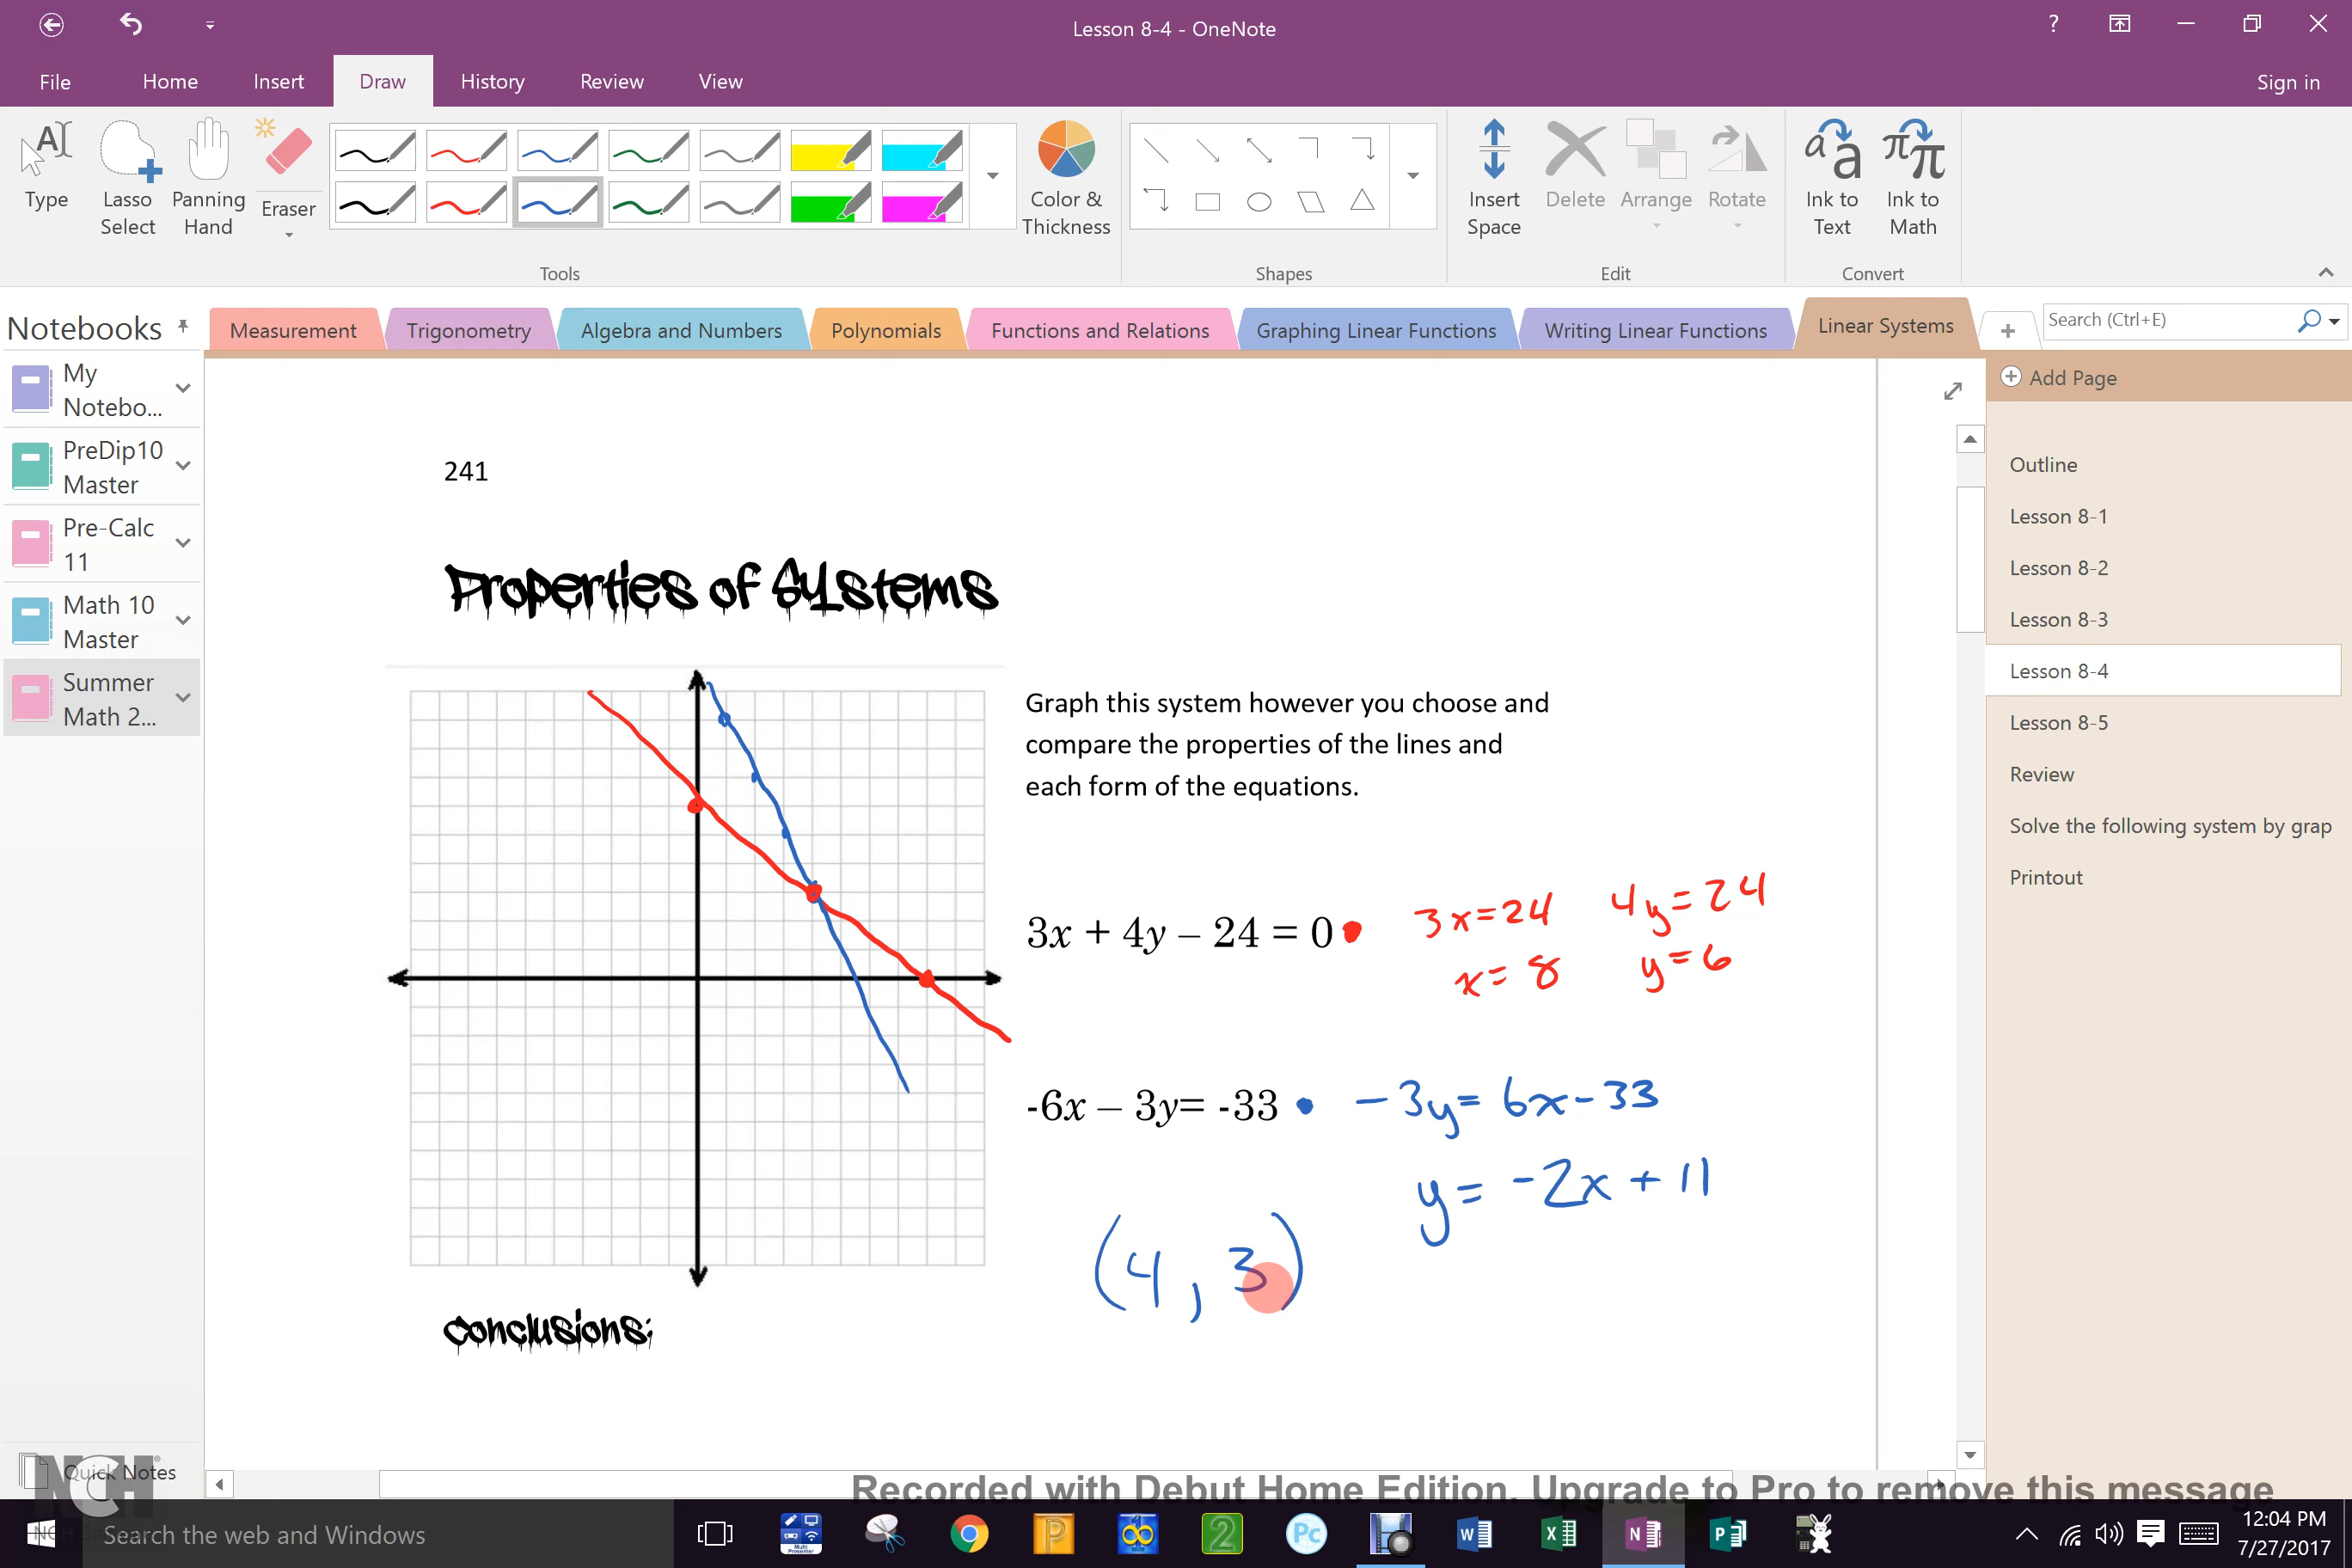 Lesson 8-4 - OneNote
?
File Home Insert Draw History Review View Sign in
Type
Lasso Select
Panning Hand
Eraser
Color & Thickness
Insert Space
Delete
Arrange
Rotate
Ink to Text
Ink to Math
Tools Shapes Edit Convert
Notebooks
Measurement Trigonometry Algebra and Numbers Polynomials Functions and Relations Graphing Linear Functions Writing Linear Functions Linear Systems
Search (Ctrl+E)
My Notebo...
PreDip10 Master
Pre-Calc 11
Math 10 Master
Summer Math 2...
Quick Notes
241
Properties of Systems
Graph this system however you choose and
compare the properties of the lines and
each form of the equations.
3x + 4y – 24 = 0
3x=24 4y=24
x=8 y=6
-6x – 3y= -33
-3y= 6x-33
y= -2x+11
(4, 3)
Conclusions:
Add Page
Outline
Lesson 8-1
Lesson 8-2
Lesson 8-3
Lesson 8-4
Lesson 8-5
Review
Solve the following system by grap
Printout
NCH
Recorded with Debut Home Edition. Upgrade to Pro to remove this message
Search the web and Windows
12:04 PM
7/27/2017